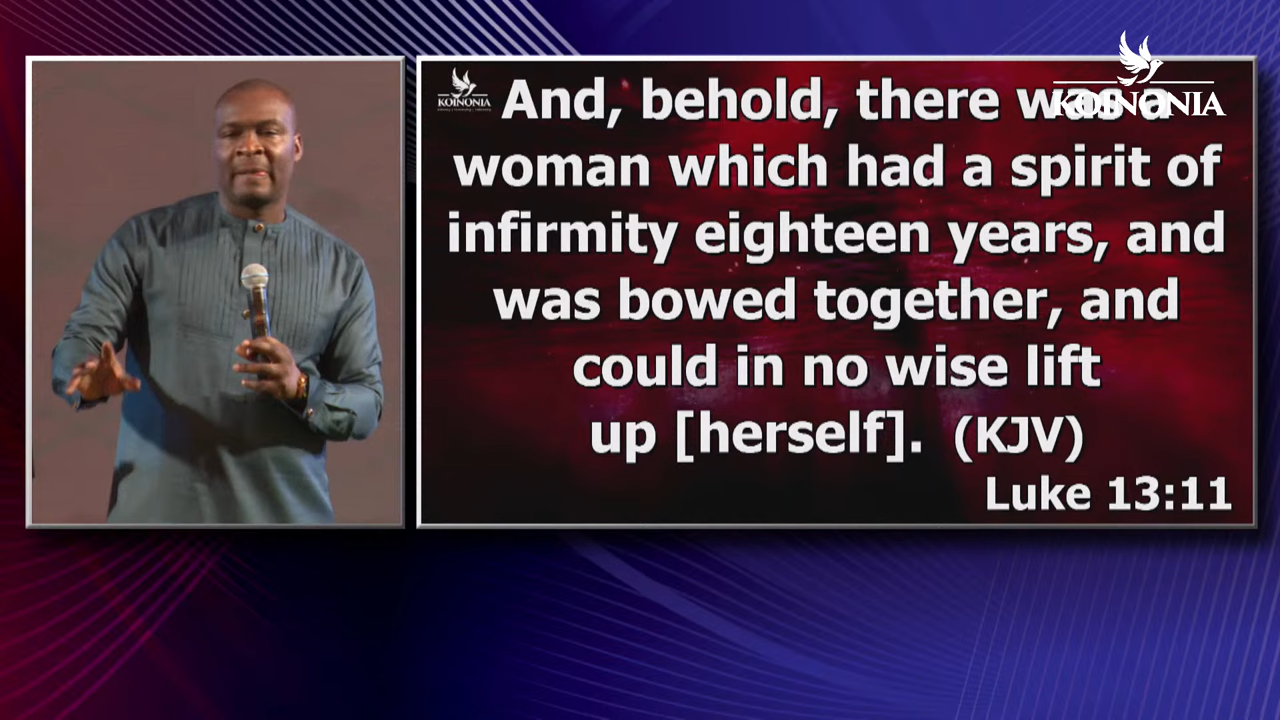 KOINONIA
And, behold, there was a
woman which had a spirit of
infirmity eighteen years, and
was bowed together, and
could in no wise lift
up [herself]. (KJV)
Luke 13:11
KOINONIA